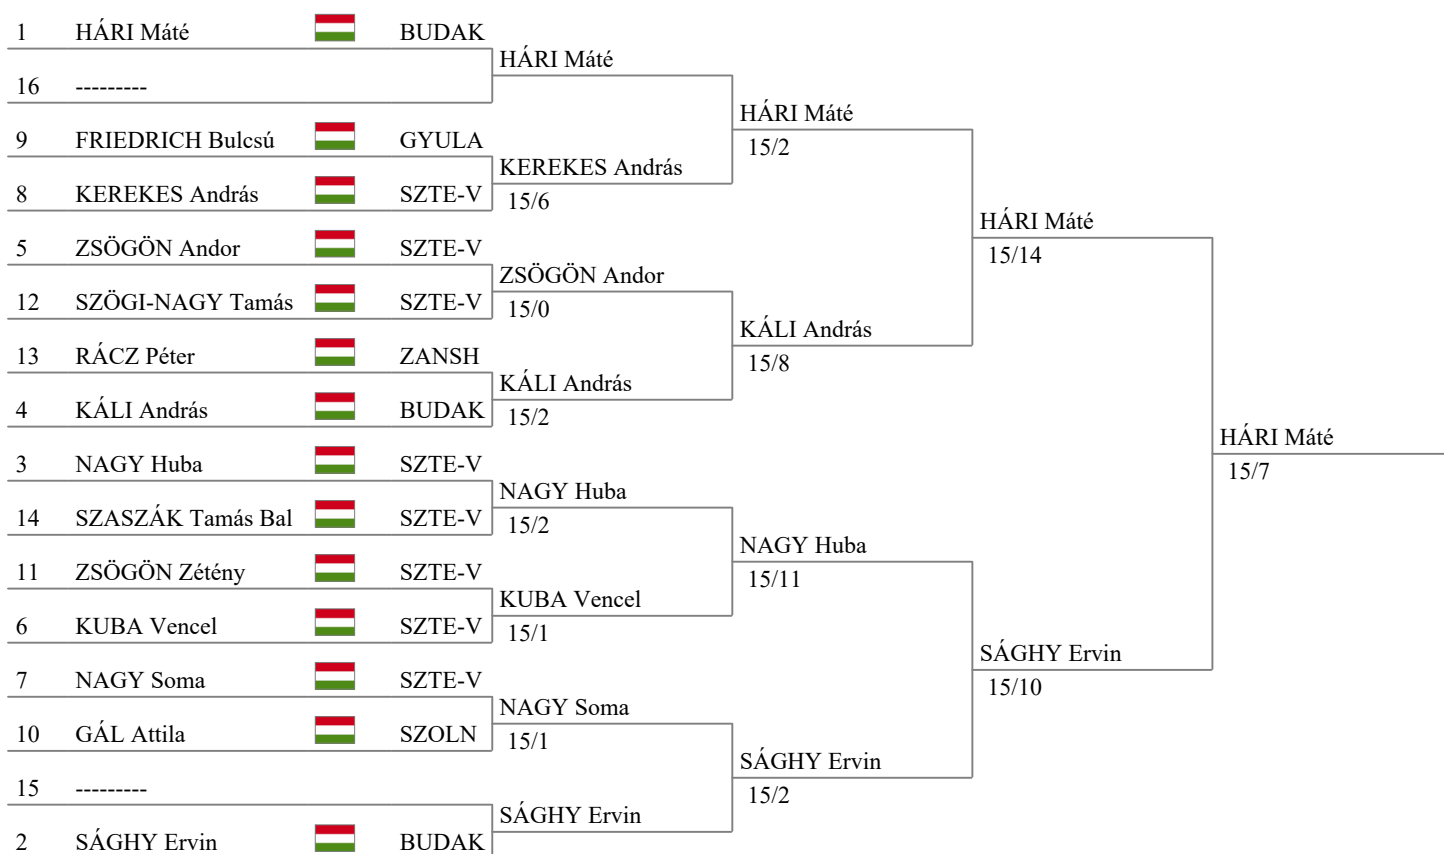 1 HÁRI Máté BUDAK
HÁRI Máté
16 ---------
HÁRI Máté
15/2
9 FRIEDRICH Bulcsú GYULA
KEREKES András
15/6
8 KEREKES András SZTE-V
HÁRI Máté
15/14
5 ZSÖGÖN Andor SZTE-V
ZSÖGÖN Andor
15/0
12 SZÖGI-NAGY Tamás SZTE-V
KÁLI András
15/8
13 RÁCZ Péter ZANSH
KÁLI András
15/2
4 KÁLI András BUDAK
HÁRI Máté
15/7
3 NAGY Huba SZTE-V
NAGY Huba
15/2
14 SZASZÁK Tamás Bal SZTE-V
NAGY Huba
15/11
11 ZSÖGÖN Zétény SZTE-V
KUBA Vencel
15/1
6 KUBA Vencel SZTE-V
SÁGHY Ervin
15/10
7 NAGY Soma SZTE-V
NAGY Soma
15/1
10 GÁL Attila SZOLN
SÁGHY Ervin
15/2
15 ---------
SÁGHY Ervin
2 SÁGHY Ervin BUDAK